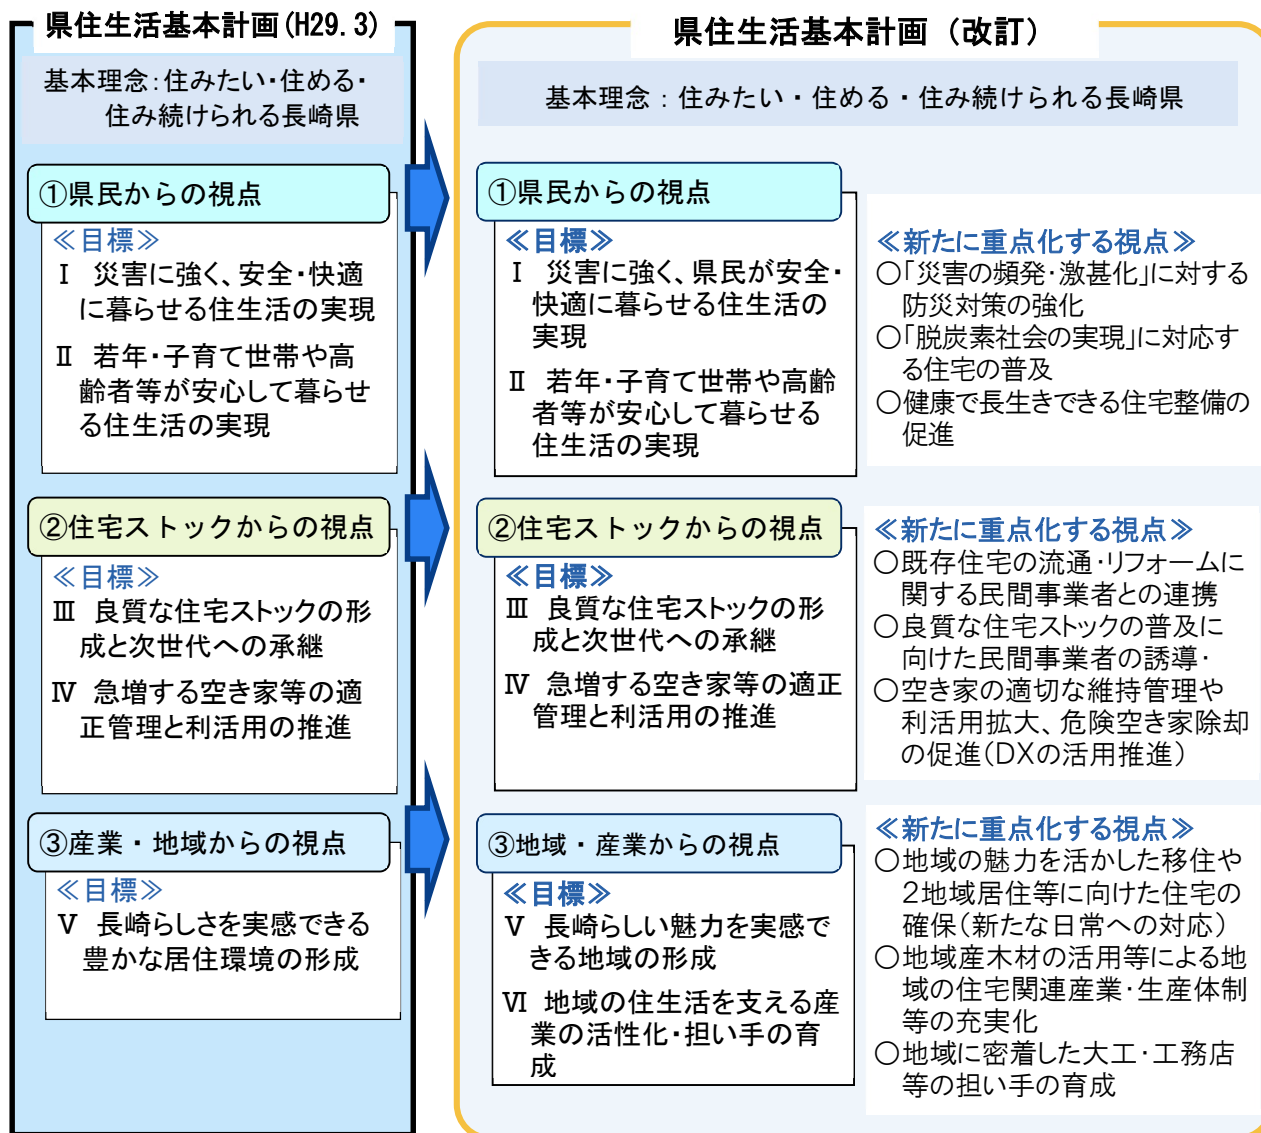 県住生活基本計画(H29.3)
基本理念:住みたい・住める・
住み続けられる長崎県
①県民からの視点
≪目標≫
Ⅰ 災害に強く、安全・快適
に暮らせる住生活の実現
Ⅱ 若年・子育て世帯や高
齢者等が安心して暮らせ
る住生活の実現
②住宅ストックからの視点
≪目標≫
Ⅲ 良質な住宅ストックの形
成と次世代への承継
Ⅳ 急増する空き家等の適
正管理と利活用の推進
③産業・地域からの視点
≪目標≫
Ⅴ 長崎らしさを実感できる
豊かな居住環境の形成
県住生活基本計画 (改訂)
基本理念:住みたい・住める・住み続けられる長崎県
①県民からの視点
≪目標≫
Ⅰ 災害に強く、県民が安全・
快適に暮らせる住生活の
実現
Ⅱ 若年・子育て世帯や高齢
者等が安心して暮らせる
住生活の実現
≪新たに重点化する視点≫
○「災害の頻発・激甚化」に対する
防災対策の強化
○「脱炭素社会の実現」に対応す
る住宅の普及
○健康で長生きできる住宅整備の
促進
②住宅ストックからの視点
≪目標≫
Ⅲ 良質な住宅ストックの形
成と次世代への承継
Ⅳ 急増する空き家等の適正
管理と利活用の推進
≪新たに重点化する視点≫
○既存住宅の流通・リフォームに
関する民間事業者との連携
○良質な住宅ストックの普及に
向けた民間事業者の誘導・
○空き家の適切な維持管理や
利活用拡大、危険空き家除却
の促進(DXの活用推進)
③地域・産業からの視点
≪目標≫
Ⅴ 長崎らしい魅力を実感で
きる地域の形成
Ⅵ 地域の住生活を支える産
業の活性化・担い手の育
成
≪新たに重点化する視点≫
○地域の魅力を活かした移住や
2地域居住等に向けた住宅の
確保(新たな日常への対応)
○地域産木材の活用等による地
域の住宅関連産業・生産体制
等の充実化
○地域に密着した大工・工務店
等の担い手の育成